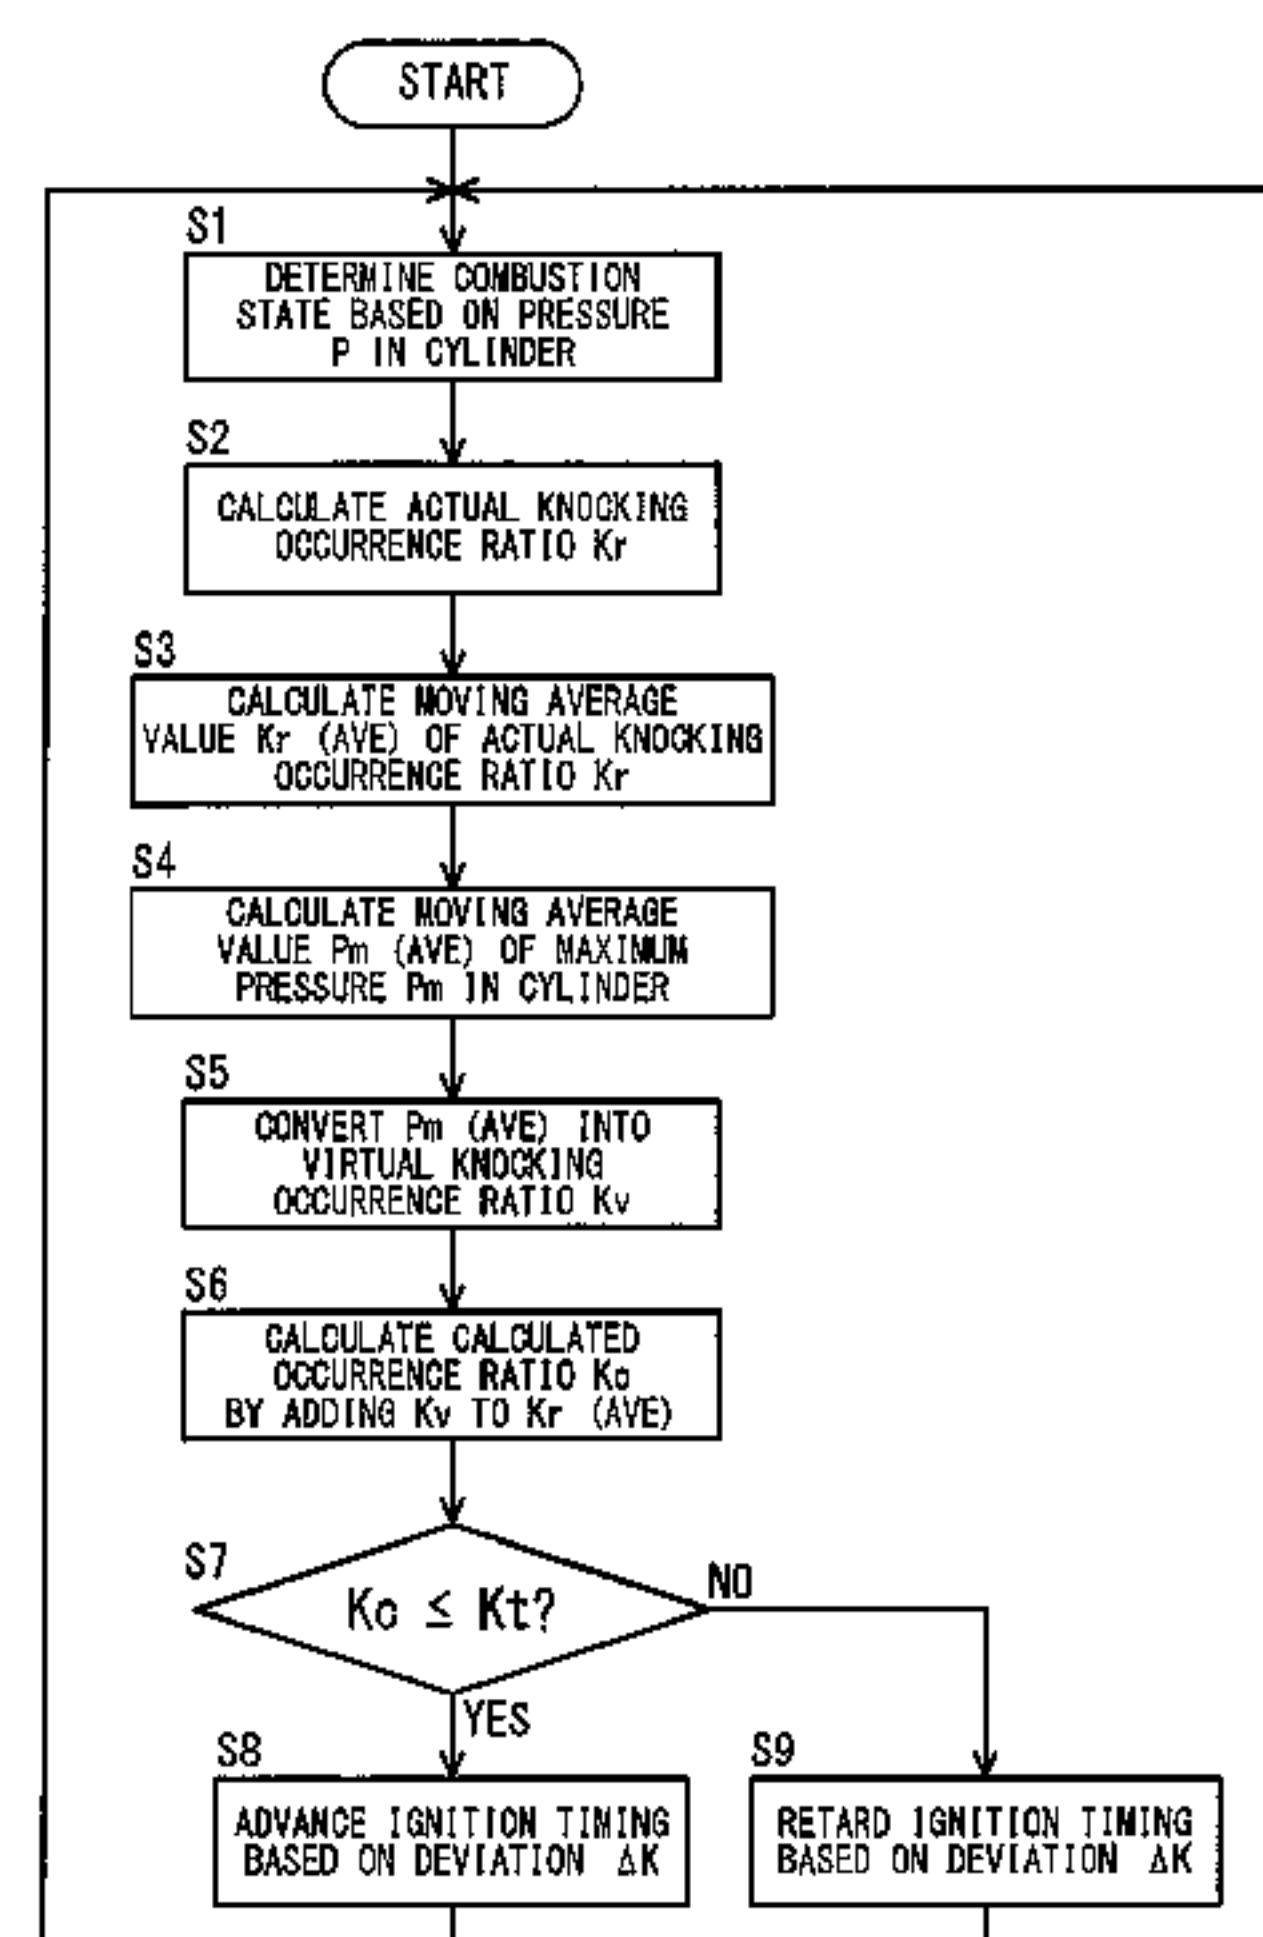 START
S1
DETERMINE COMBUSTION
STATE BASED ON PRESSURE
P IN CYLINDER
S2
CALCULATE ACTUAL KNOCKING
OCCURRENCE RATIO Kr
S3
CALCULATE MOVING AVERAGE
VALUE Kr (AVE) OF ACTUAL KNOCKING
OCCURRENCE RATIO Kr
S4
CALCULATE MOVING AVERAGE
VALUE Pm (AVE) OF MAXIMUM
PRESSURE Pm IN CYLINDER
S5
CONVERT Pm (AVE) INTO
VIRTUAL KNOCKING
OCCURRENCE RATIO Kv
S6
CALCULATE CALCULATED
OCCURRENCE RATIO Kc
BY ADDING Kv TO Kr (AVE)
S7
Kc ≤ Kt?
NO
YES
S8
ADVANCE IGNITION TIMING
BASED ON DEVIATION ΔK
S9
RETARD IGNITION TIMING
BASED ON DEVIATION ΔK